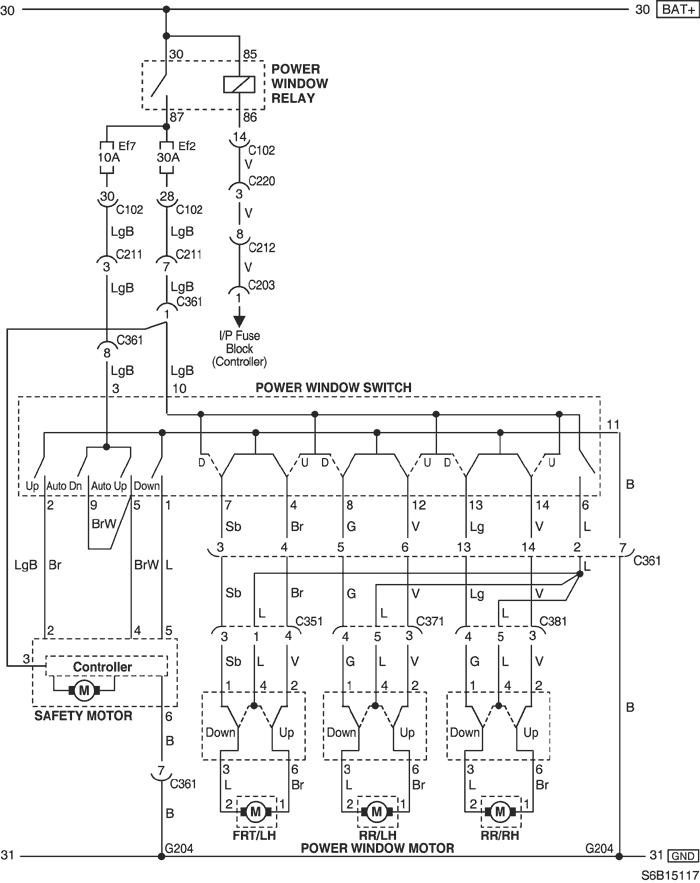 30 30 BAT+
30 85
POWER
WINDOW
RELAY
87 86
14
C102
V
Ef7 Ef2
10A 30A
C220
3
V
30 28
C102 C102
LgB LgB
8
C212
V
C211 C211
3 7
C203
1
LgB LgB
C361
1
I/P Fuse
Block
(Controller)
C361
8
LgB LgB
3 10
POWER WINDOW SWITCH
11
D U D U D U
Up Auto Dn Auto Up Down
2 9 5 1 7 4 8 12 13 14 6
B
BrW
Sb Br G V Lg V L
3 4 5 6 13 14 2 7
C361
LgB Br BrW L
L
Sb Br G V Lg V
L L L
C351 C371 C381
2 4 5
3 1 4 4 5 3 4 5 3
3
Controller
M
Sb L V G L V G L V
1 4 2 1 4 2 1 4 2
SAFETY MOTOR
6
B
B
Down Up Down Up Down Up
3 6 3 6 3 6
7
C361
L Br L Br L Br
B
2 M 1 2 M 1 2 M 1
FRT/LH RR/LH RR/RH
31 G204 POWER WINDOW MOTOR G204 31 GND
S6B15117